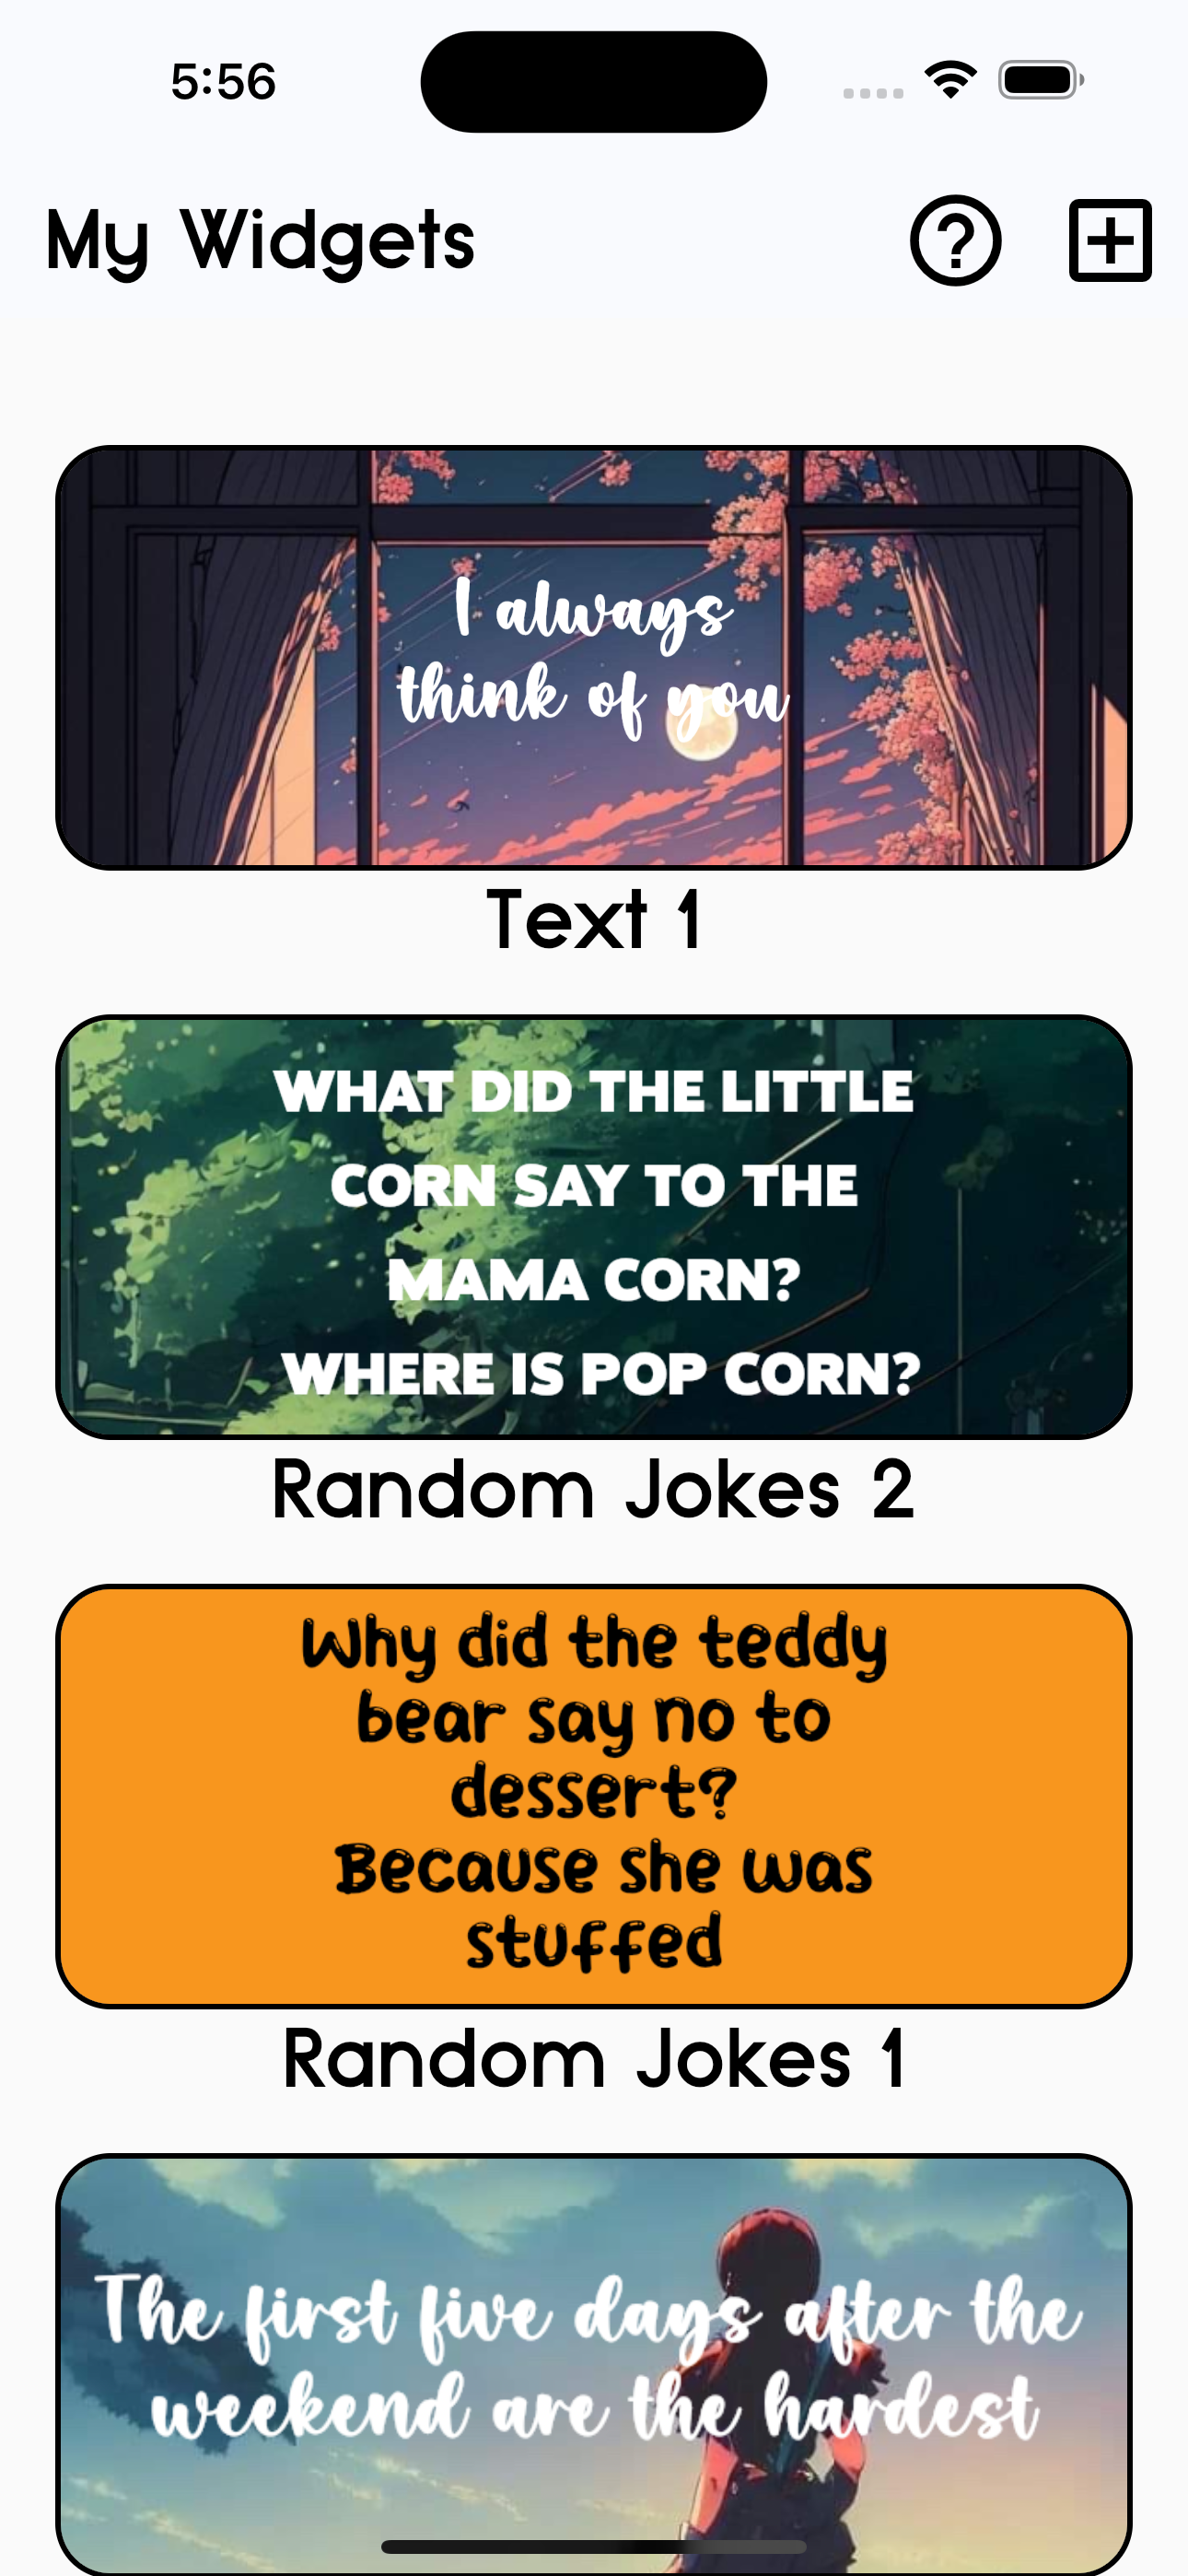 5:56
My Widgets
I always
think of you
Text 1
WHAT DID THE LITTLE
CORN SAY TO THE
MAMA CORN?
WHERE IS POP CORN?
Random Jokes 2
Why did the teddy
bear say no to
dessert?
Because she was
stuffed
Random Jokes 1
The first five days after the
weekend are the hardest